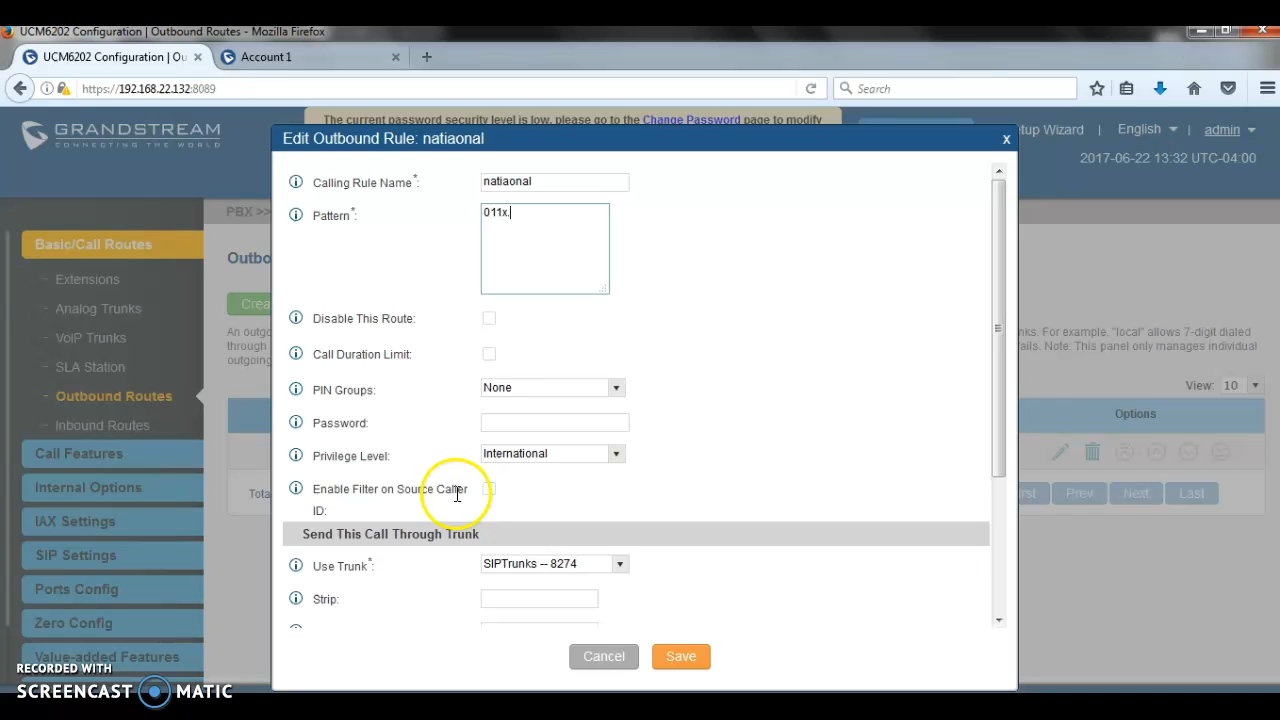 UCM6202 Configuration | Outbound Routes - Mozilla Firefox
UCM6202 Configuration | Ou
Account 1
https://192.168.22.132:8089
Search
The current password security level is low, please go to the Change Password page to modify
GRANDSTREAM
CONNECTING THE WORLD
etup Wizard | English | admin
2017-06-22 13:32 UTC-04:00
Edit Outbound Rule: natiaonal
X
PBX >>
Basic/Call Routes
Extensions
Analog Trunks
VoIP Trunks
SLA Station
Outbound Routes
Inbound Routes
Call Features
Internal Options
IAX Settings
SIP Settings
Ports Config
Zero Config
Value-added Features
Outbo
Crea
An outgo
through
outgoing
Tota
Calling Rule Name*:
natiaonal
Pattern*:
011x.
Disable This Route:
Call Duration Limit:
PIN Groups:
None
Password:
Privilege Level:
International
Enable Filter on Source Caller
ID:
Send This Call Through Trunk
Use Trunk*:
SIPTrunks -- 8274
Strip:
Cancel
Save
nks. For example, "local" allows 7-digit dialed
ails. Note: This panel only manages individual
View: 10
Options
irst
Prev
Next
Last
RECORDED WITH
SCREENCAST MATIC